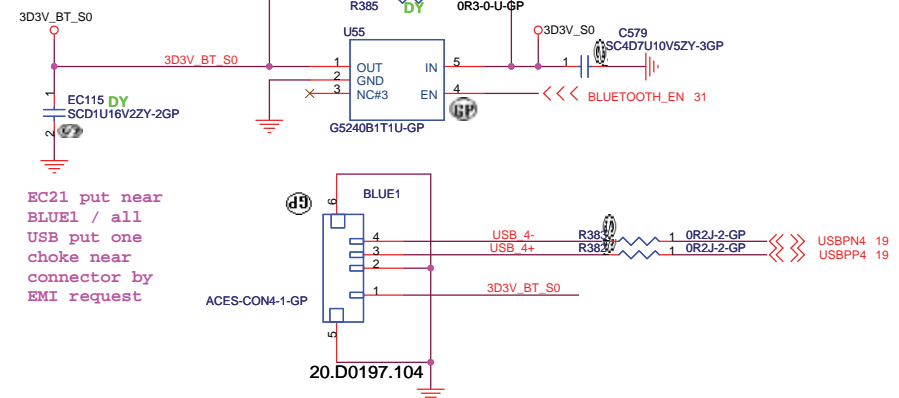 R385
DY
0R3-0-U-GP
3D3V_BT_S0
U55
3D3V_S0
C579
SC4D7U10V5ZY-3GP
3D3V_BT_S0
1 OUT
2 GND
3 NC#3
IN 5
EN 4
1
GP
BLUETOOTH_EN 31
G5240B1T1U-GP
1
EC115 DY
SCD1U16V2ZY-2GP
2
EC21 put near
BLUE1 / all
USB put one
choke near
connector by
EMI request
GP
6
BLUE1
4
USB_4-
1
0R2J-2-GP
USBPN4 19
3
USB_4+
R382
1
0R2J-2-GP
USBPP4 19
2
1
3D3V_BT_S0
ACES-CON4-1-GP
5
20.D0197.104